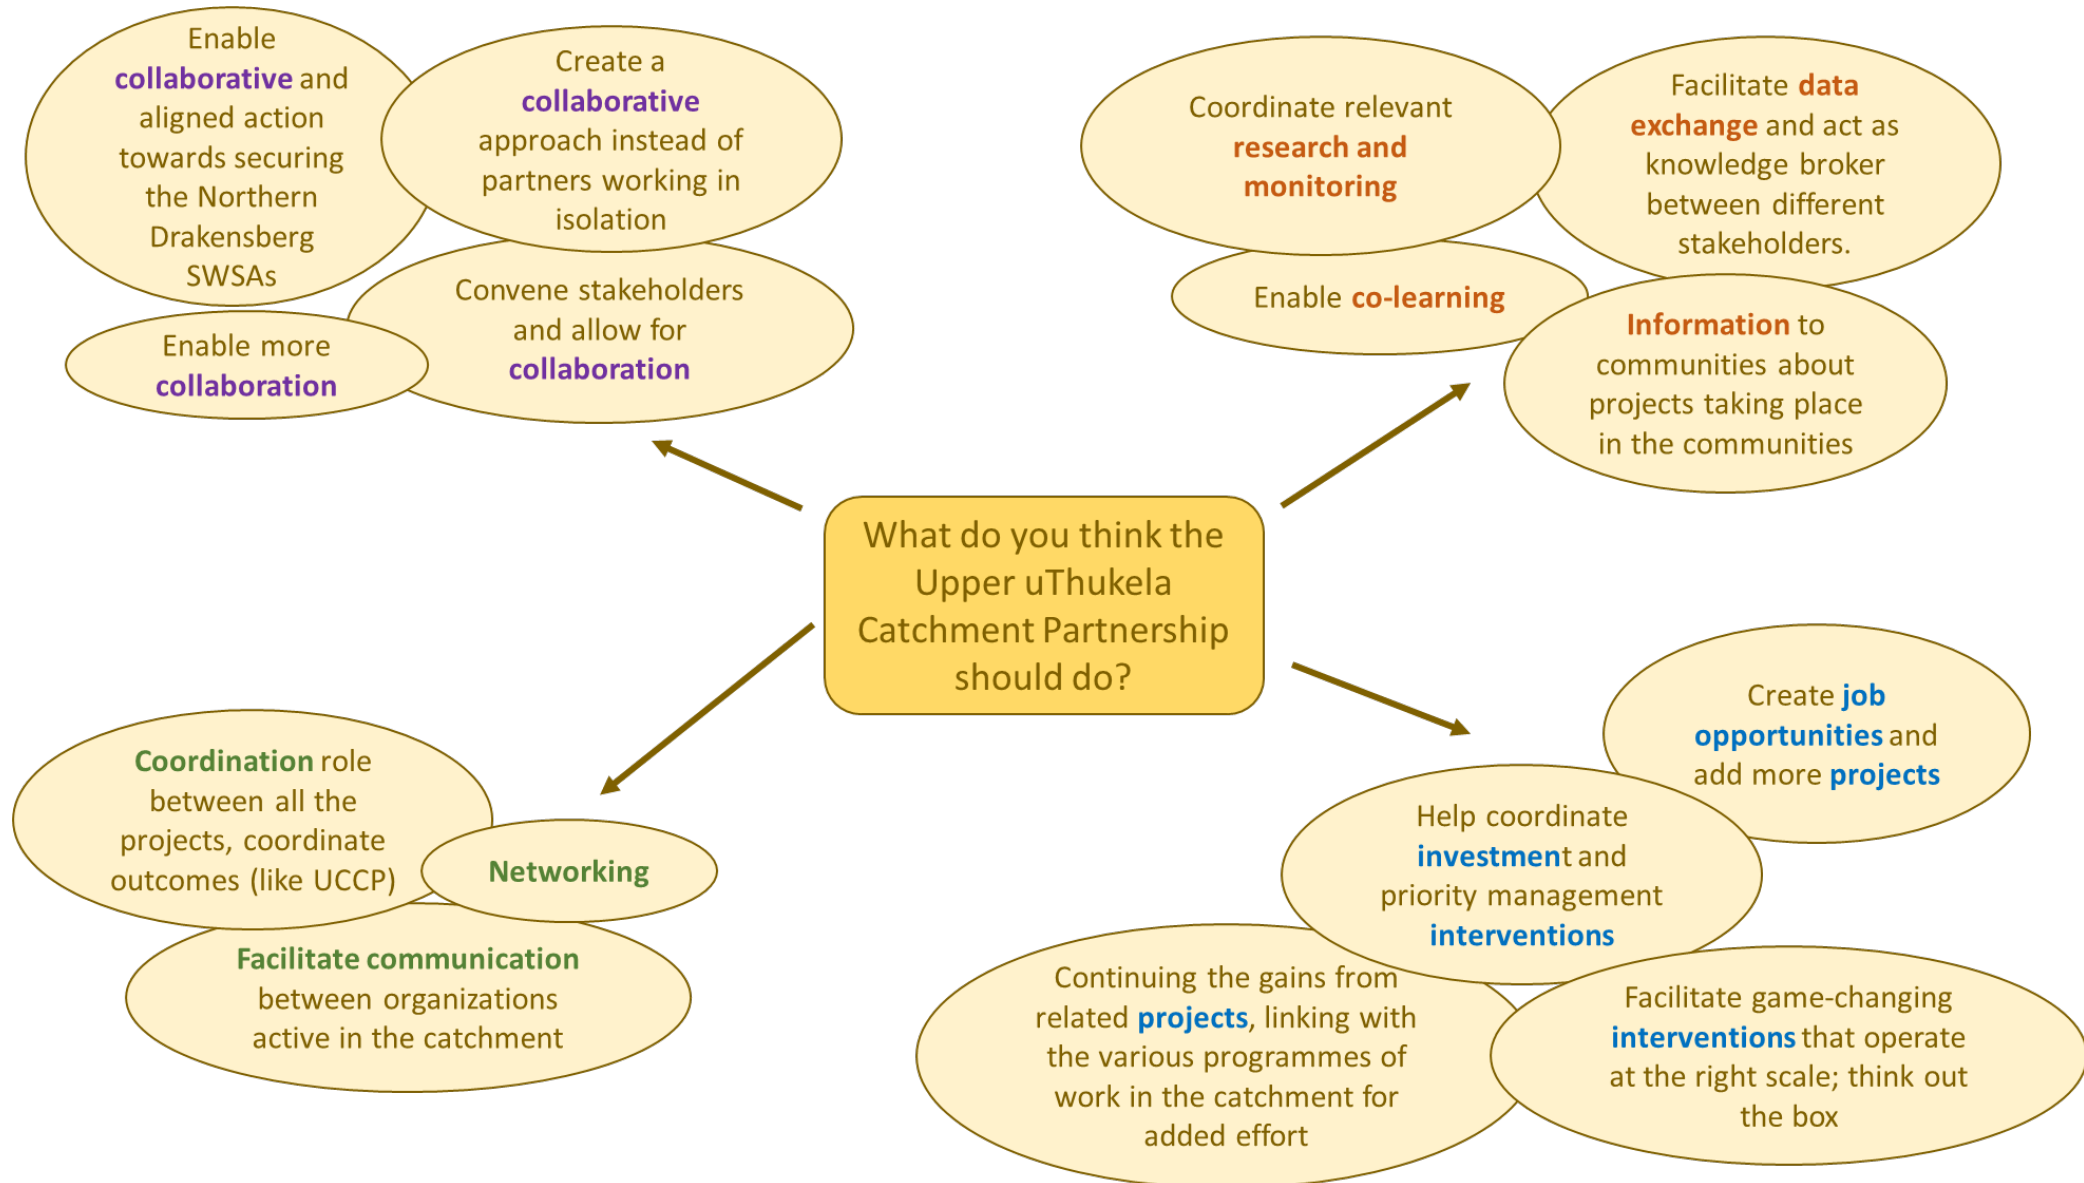 Enable
collaborative and
aligned action
towards securing
the Northern
Drakensberg
SWSAs
Create a
collaborative
approach instead of
partners working in
isolation
Convene stakeholders
and allow for
collaboration
Enable more
collaboration
Coordinate relevant
research and
monitoring
Facilitate data
exchange and act as
knowledge broker
between different
stakeholders.
Enable co-learning
Information to
communities about
projects taking place
in the communities
What do you think the
Upper uThukela
Catchment Partnership
should do?
Coordination role
between all the
projects, coordinate
outcomes (like UCCP)
Networking
Facilitate communication
between organizations
active in the catchment
Create job
opportunities and
add more projects
Help coordinate
investment and
priority management
interventions
Continuing the gains from
related projects, linking with
the various programmes of
work in the catchment for
added effort
Facilitate game-changing
interventions that operate
at the right scale; think out
the box